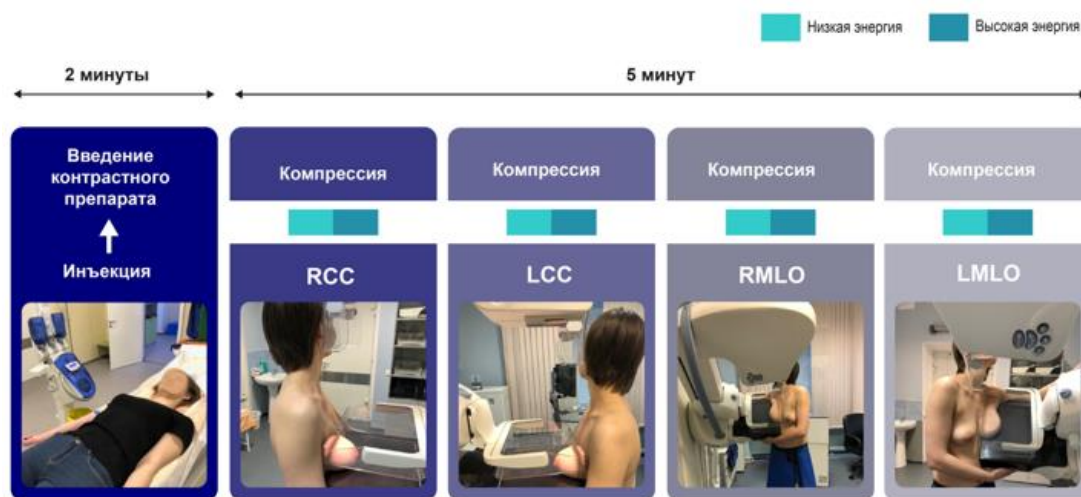 Низкая энергия
Высокая энергия
2 минуты
5 минут
Введение
контрастного
препарата
Инъекция
Компрессия
RCC
Компрессия
LCC
Компрессия
RMLO
Компрессия
LMLO